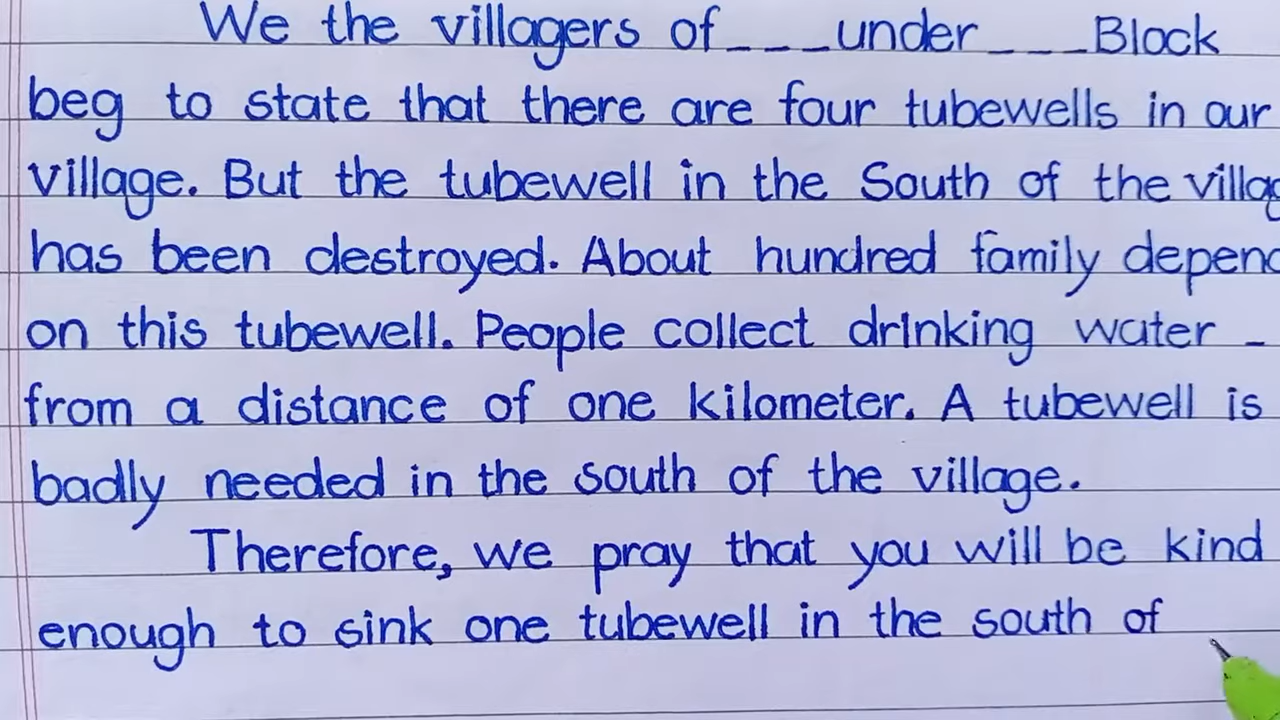 We the villagers of _ _ _ under _ _ _ Block
beg to state that there are four tubewells in our
village. But the tubewell in the South of the villag
has been destroyed. About hundred family depend
on this tubewell. People collect drinking water -
from a distance of one kilometer. A tubewell is
badly needed in the south of the village.
Therefore, we pray that you will be kind
enough to sink one tubewell in the south of